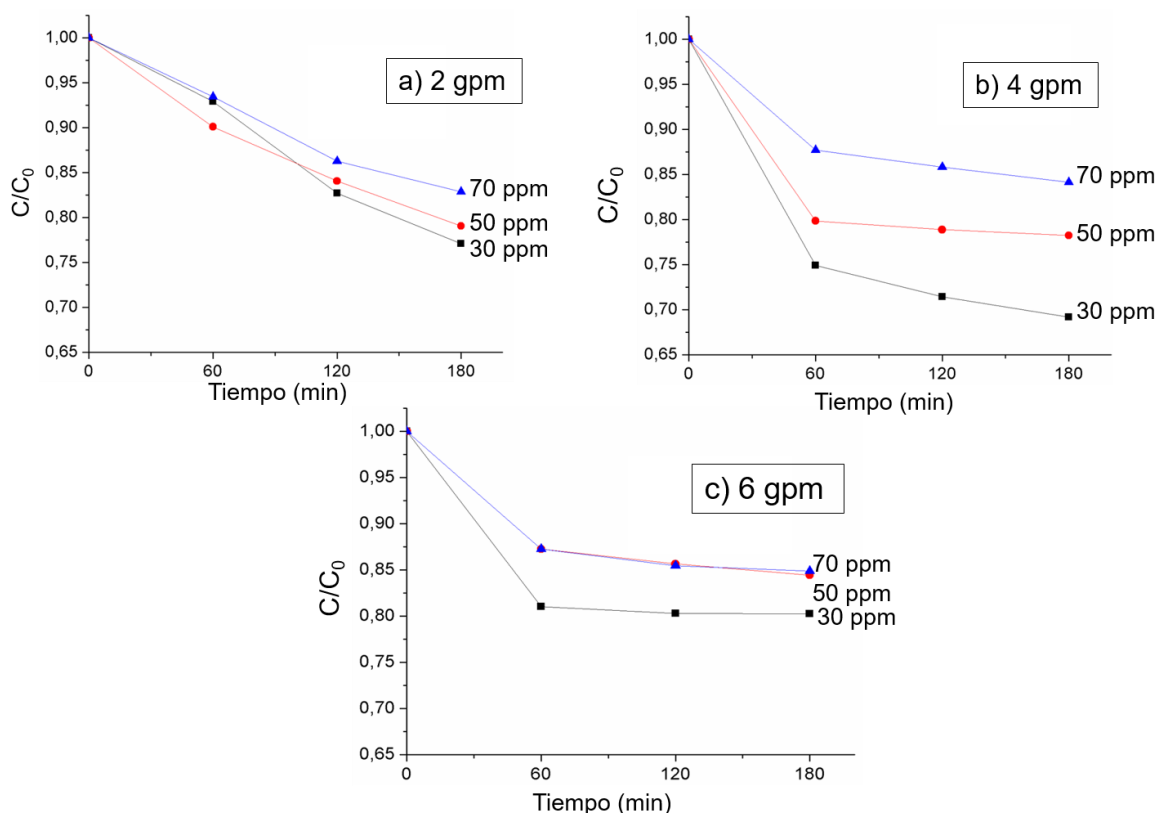 a) 2 gpm
C/C0
1,00
0,95
0,90
0,85
0,80
0,75
0,70
0,65
70 ppm
50 ppm
30 ppm
0
60
120
180
Tiempo (min)
b) 4 gpm
C/C0
1,00
0,95
0,90
0,85
0,80
0,75
0,70
0,65
70 ppm
50 ppm
30 ppm
0
60
120
180
Tiempo (min)
c) 6 gpm
C/C0
1,00
0,95
0,90
0,85
0,80
0,75
0,70
0,65
70 ppm
50 ppm
30 ppm
0
60
120
180
Tiempo (min)